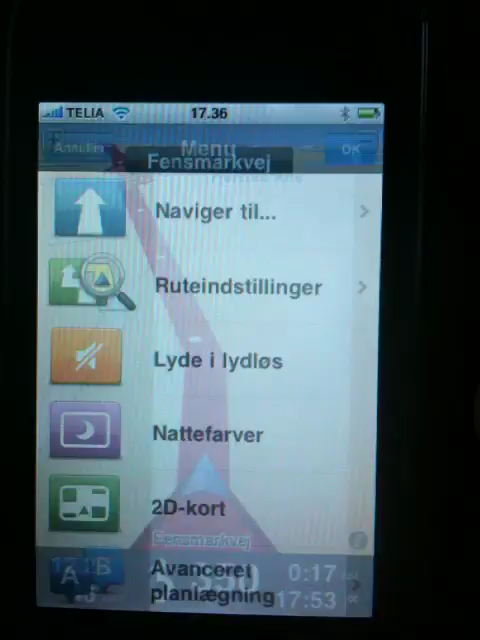 TELIA 17.36
Annuller Menu OK
Fensmarkvej
Naviger til...
Ruteindstillinger
Lyde i lydløs
Nattefarver
2D-kort
Fensmarkvej
A B Avanceret 0:17
planlægning 17:53